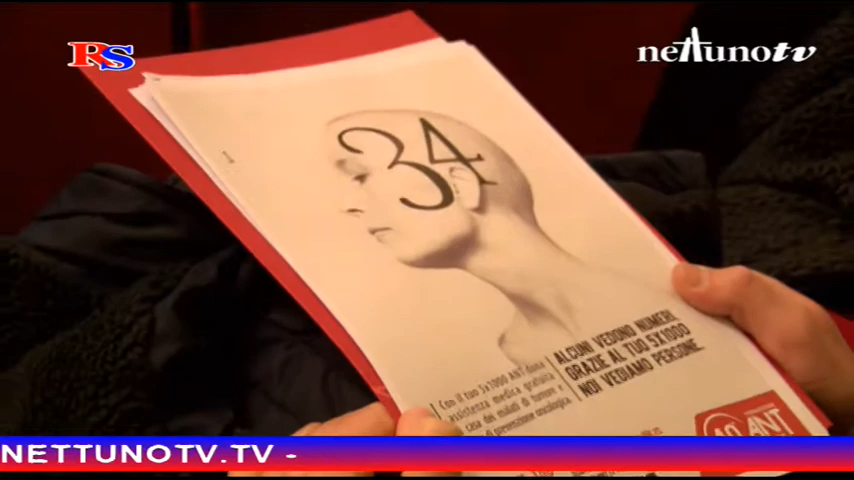 RS
nettunotv
34
ALCUNI VEDONO NUMERI.
GRAZIE AL TUO 5X1000
NOI VEDIAMO PERSONE.
Con il tuo 5x1000 ANT dona
assistenza medica gratuita a
casa dei malati di tumore e
di prevenzione oncologica
ANT
NETTUNOTV.TV -